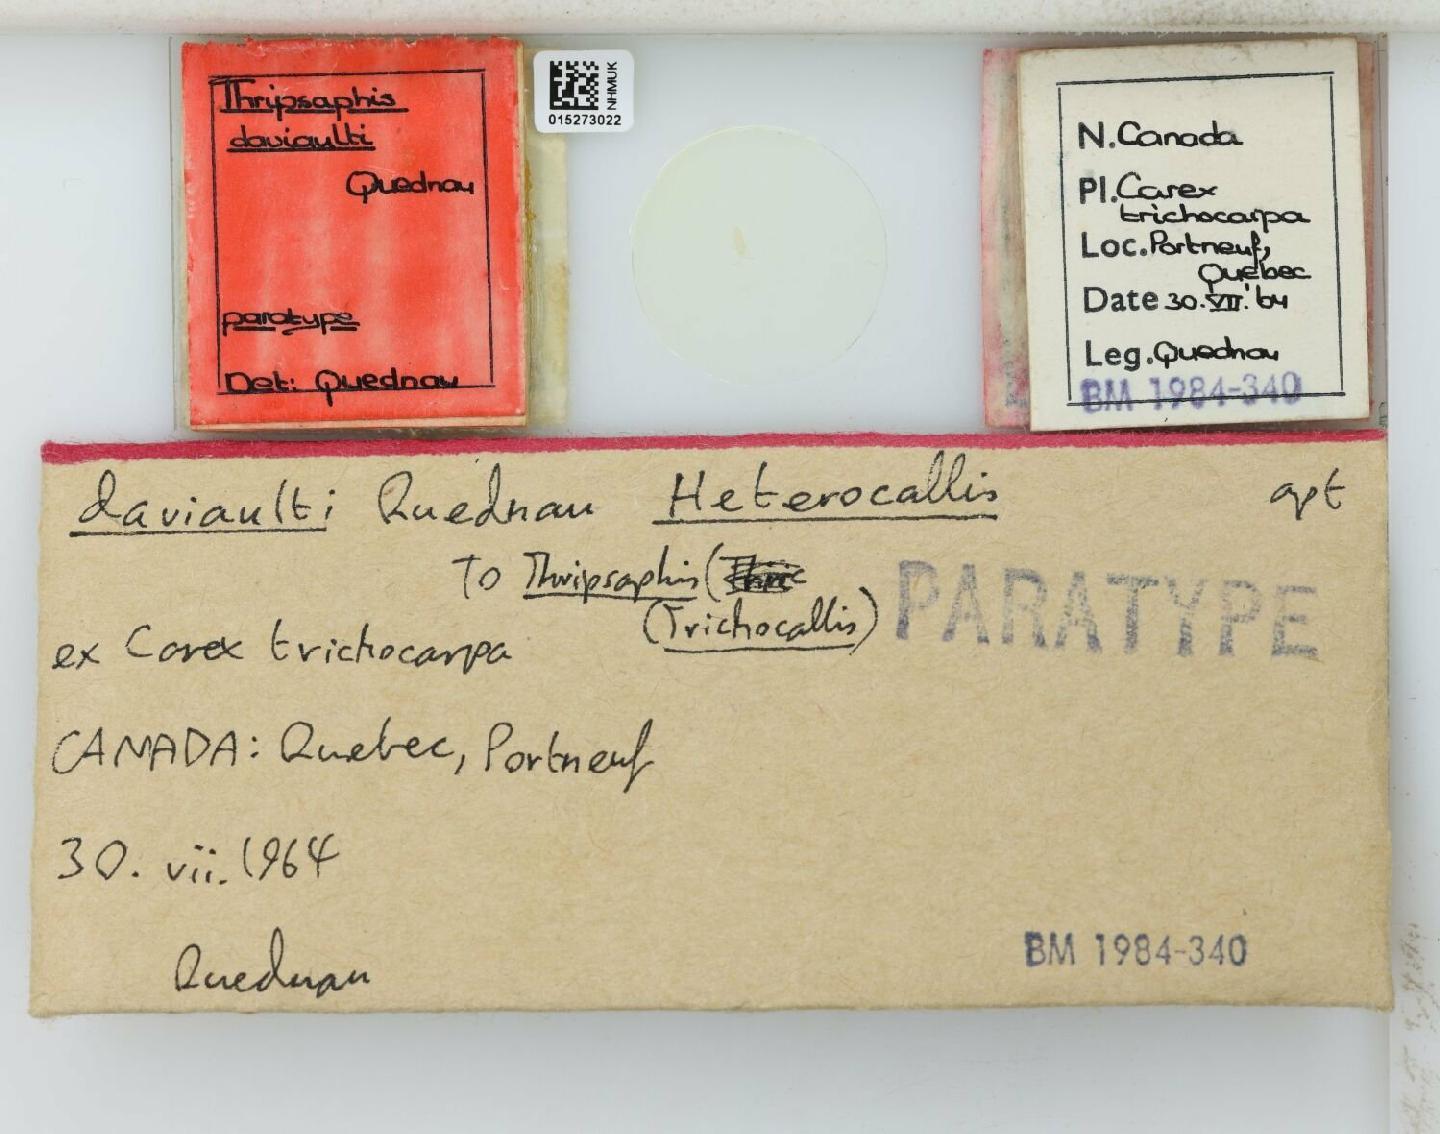 Thripsaphis
daviaulti
Quednau
paratype
Det: Quednau
NHMUK
015273022
N. Canada
Pl. Carex
trichocarpa
Loc. Portneuf,
Quebec
Date 30.VII.'64
Leg. Quednau
BM 1984-340
daviaulti Quednau Heterocallis apt
To Thripsaphis (
(Trichocallis)
PARATYPE
ex Carex trichocarpa
CANADA: Quebec, Portneuf
30. vii. 1964
Quednau
BM 1984-340